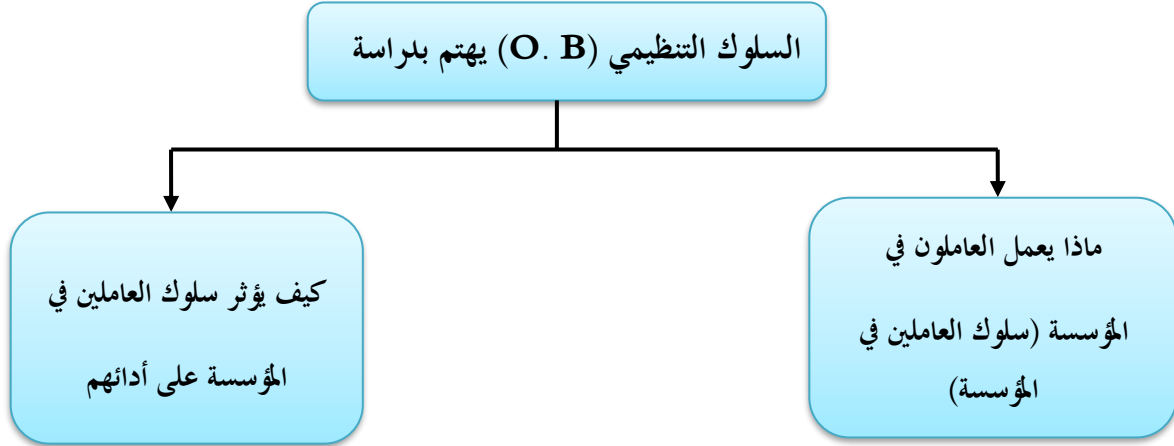 السلوك التنظيمي (O. B) يهتم بدراسة
ماذا يعمل العاملون في
المؤسسة (سلوك العاملين في
المؤسسة)
كيف يؤثر سلوك العاملين في
المؤسسة على أدائهم